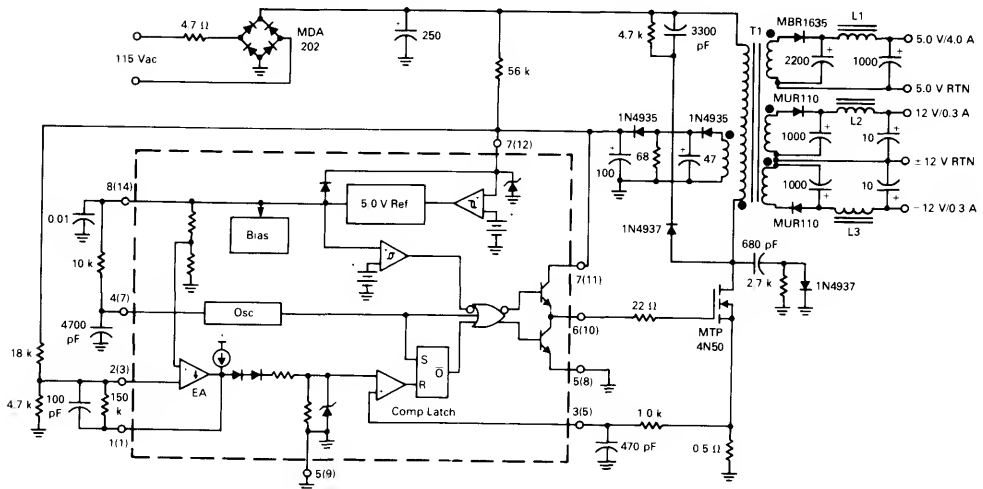 4.7 Ω
MDA
202
115 Vac
250
56 k
4.7 k
3300
pF
T1
MBR1635
L1
5.0 V/4.0 A
2200
1000
5.0 V RTN
MUR110
12 V/0.3 A
L2
1000
10
± 12 V RTN
1000
10
−12 V/0 3 A
MUR110
L3
1N4935
1N4935
100
68
47
7(12)
8(14)
0 01
5 0 V Ref
Bias
1N4937
680 pF
2.7 k
1N4937
10 k
7(11)
4(7)
Osc
22 Ω
6(10)
MTP
4N50
4700
pF
18 k
S
Q̅
R
5(8)
2(3)
EA
Comp Latch
3(5)
1 0 k
4.7 k
100
pF
150
k
1(1)
470 pF
0 5 Ω
5(9)